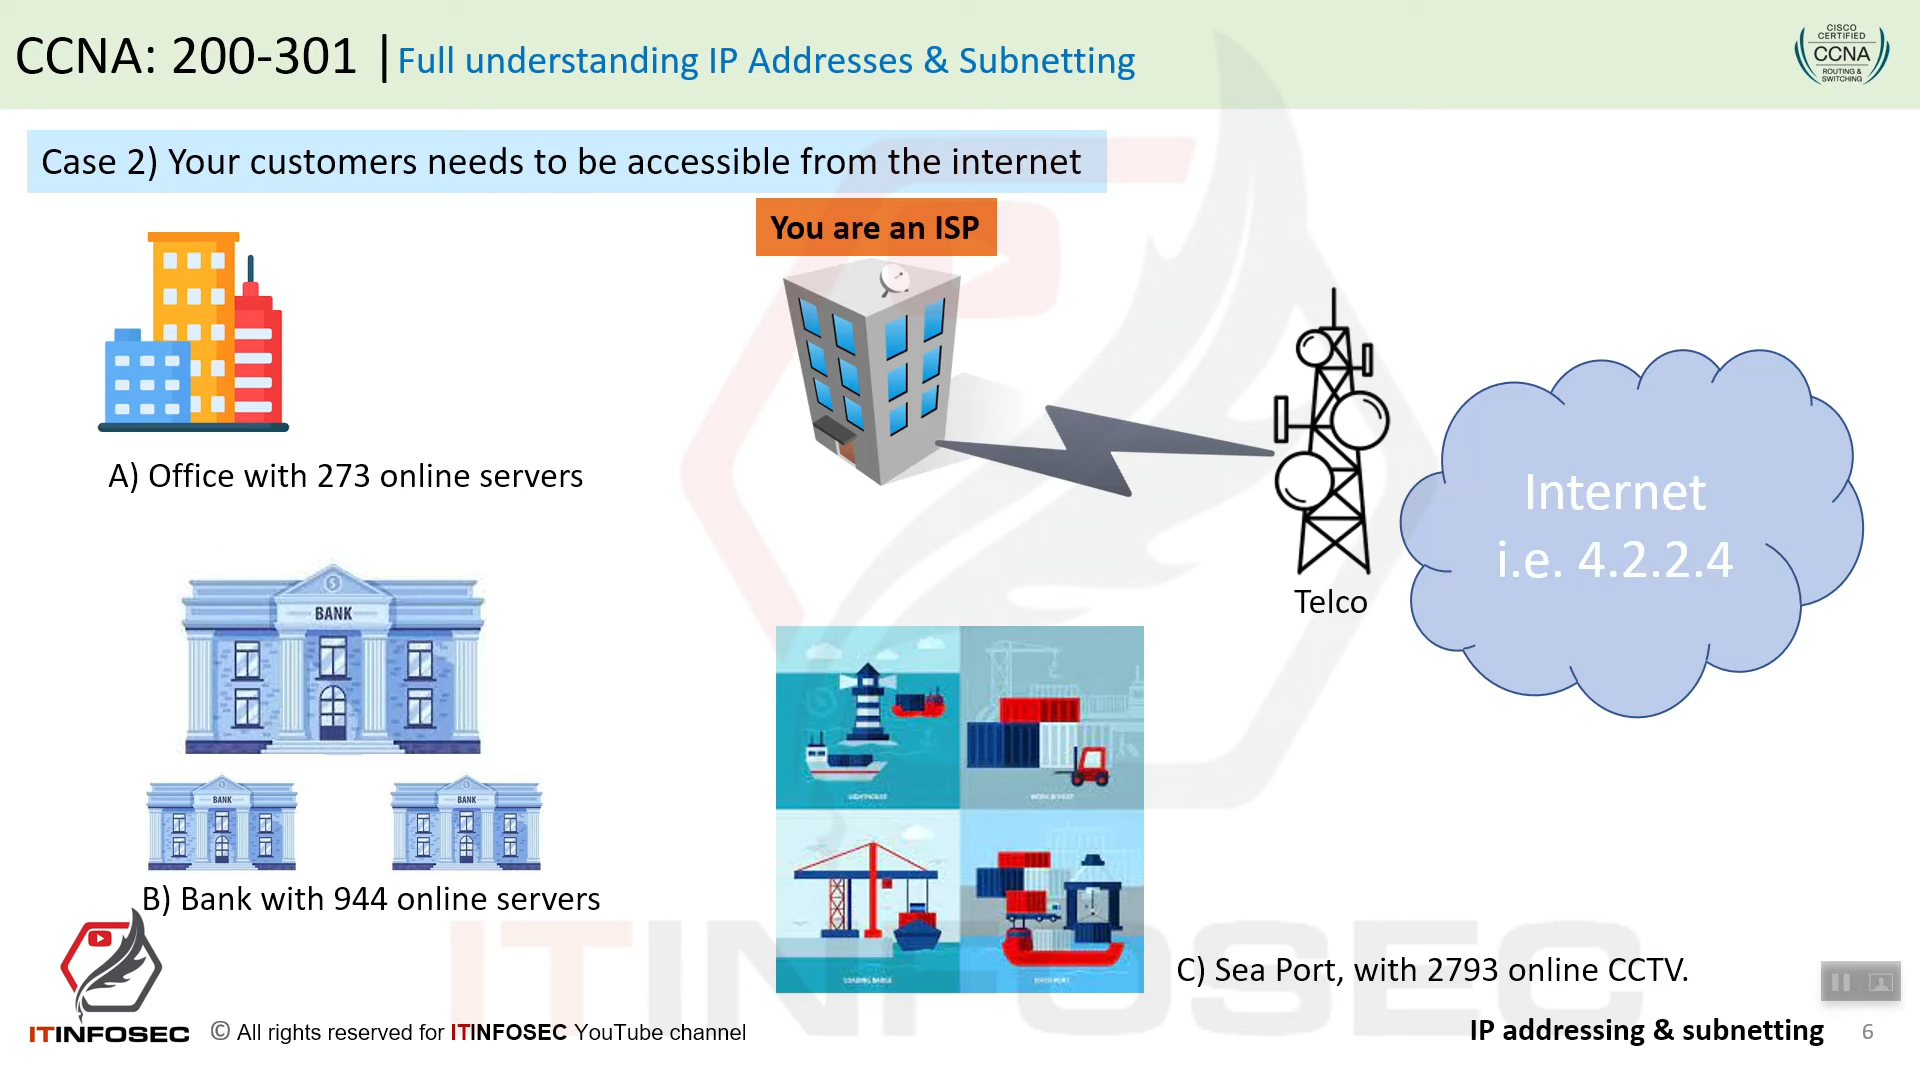 CCNA: 200-301 | Full understanding IP Addresses & Subnetting
CISCO
CERTIFIED
CCNA
ROUTING &
SWITCHING
Case 2) Your customers needs to be accessible from the internet
You are an ISP
A) Office with 273 online servers
Internet
i.e. 4.2.2.4
Telco
BANK
BANK
BANK
B) Bank with 944 online servers
LIGHTHOUSE
C) Sea Port, with 2793 online CCTV.
ITINFOSEC
ITINFOSEC
© All rights reserved for ITINFOSEC YouTube channel
IP addressing & subnetting
6